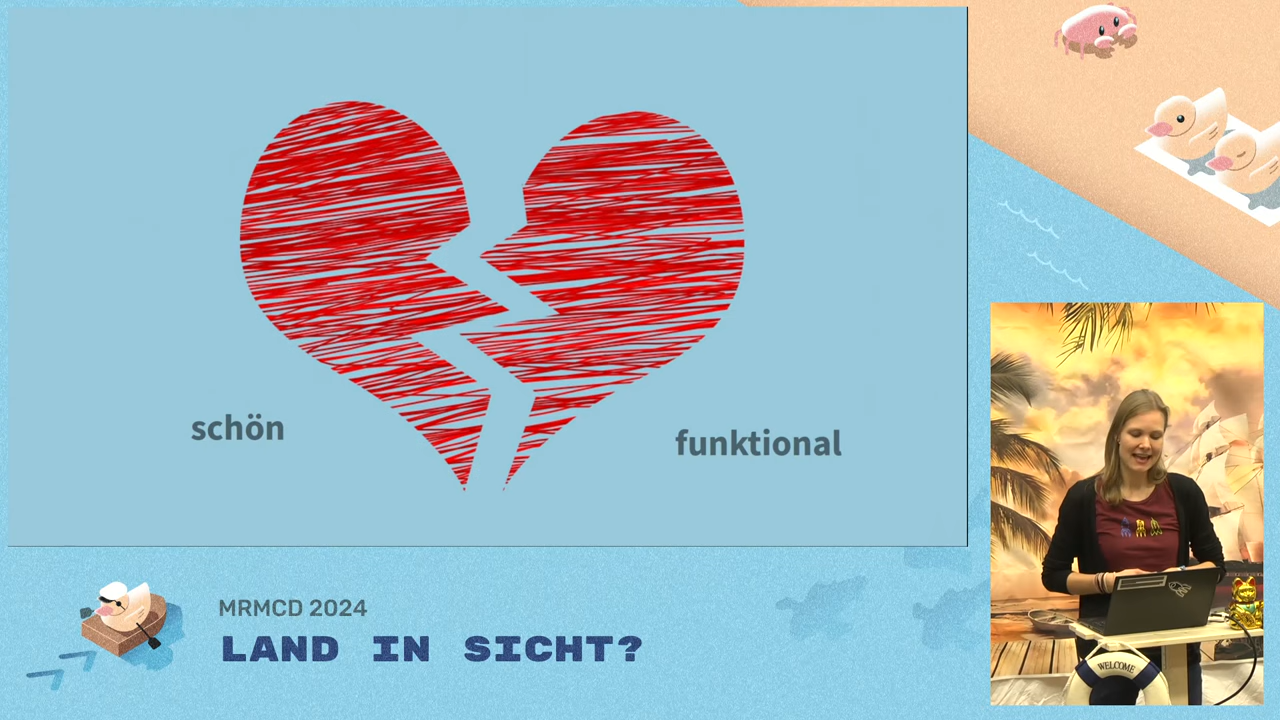 schön
funktional
MRMCD 2024
LAND IN SICHT?
WELCOME